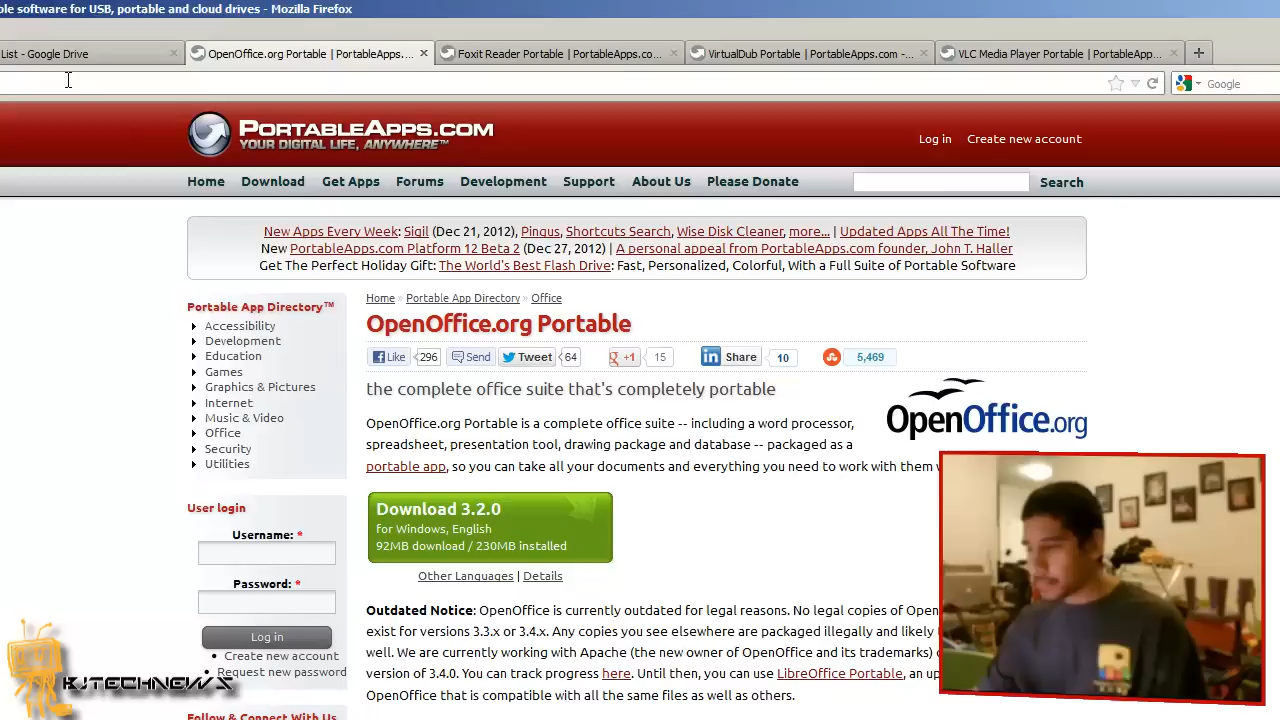 ble software for USB, portable and cloud drives - Mozilla Firefox
List - Google Drive
OpenOffice.org Portable | PortableApps. ...
Foxit Reader Portable | PortableApps.co...
VirtualDub Portable | PortableApps.com -...
VLC Media Player Portable | PortableApp...
Google
PORTABLEAPPS.COM
YOUR DIGITAL LIFE, ANYWHERE™
Log in Create new account
Home Download Get Apps Forums Development Support About Us Please Donate Search
New Apps Every Week: Sigil (Dec 21, 2012), Pingus, Shortcuts Search, Wise Disk Cleaner, more... | Updated Apps All The Time!
New PortableApps.com Platform 12 Beta 2 (Dec 27, 2012) | A personal appeal from PortableApps.com founder, John T. Haller
Get The Perfect Holiday Gift: The World's Best Flash Drive: Fast, Personalized, Colorful, With a Full Suite of Portable Software
Portable App Directory™
Accessibility
Development
Education
Games
Graphics & Pictures
Internet
Music & Video
Office
Security
Utilities
User login
Username: *
Password: *
Log in
Create new account
Request new password
Follow & Connect With Us
Home » Portable App Directory » Office
OpenOffice.org Portable
Like 296 Send Tweet 64 +1 15 Share 10 5,469
the complete office suite that's completely portable
OpenOffice.org
OpenOffice.org Portable is a complete office suite -- including a word processor,
spreadsheet, presentation tool, drawing package and database -- packaged as a
portable app, so you can take all your documents and everything you need to work with them w
Download 3.2.0
for Windows, English
92MB download / 230MB installed
Other Languages | Details
Outdated Notice: OpenOffice is currently outdated for legal reasons. No legal copies of Open
exist for versions 3.3.x or 3.4.x. Any copies you see elsewhere are packaged illegally and likely
well. We are currently working with Apache (the new owner of OpenOffice and its trademarks)
version of 3.4.0. You can track progress here. Until then, you can use LibreOffice Portable, an up
OpenOffice that is compatible with all the same files as well as others.
KJTECHNEWS